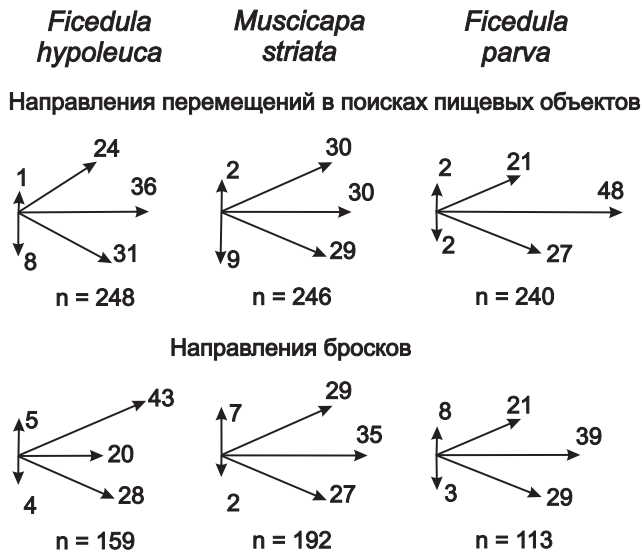 Ficedula hypoleuca
Muscicapa striata
Ficedula parva
Направления перемещений в поисках пищевых объектов
1 24 36 31 8
2 30 30 29 9
2 21 48 27 2
n = 248 n = 246 n = 240
Направления бросков
5 43 20 28 4
7 29 35 27 2
8 21 39 29 3
n = 159 n = 192 n = 113